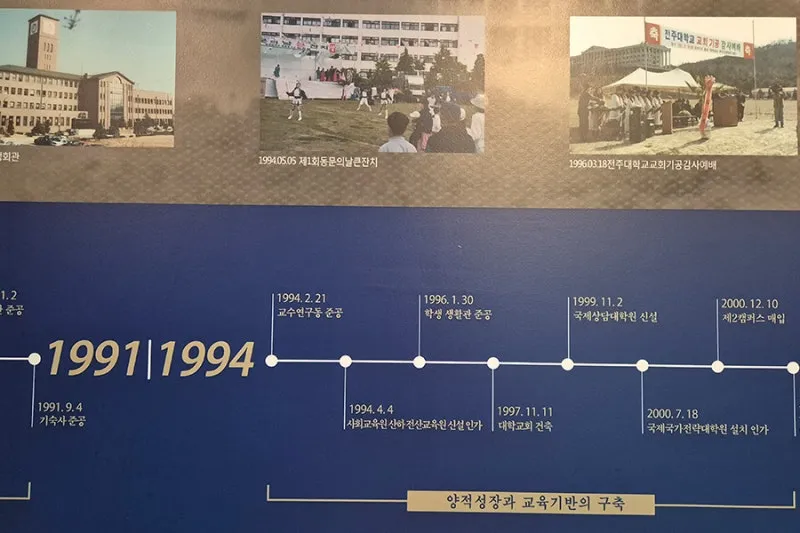 전주대학교 교회 기공 감사예배
1994.05.05 제1회동문의날큰잔치
1996.03.18전주대학교교회기공감사예배
1991 | 1994
1991. 9. 4
기숙사 준공
1994. 2. 21
교수연구동 준공
1994. 4. 4
사회교육원 산하 전산교육원 신설 인가
1996. 1. 30
학생 생활관 준공
1997. 11. 11
대학교회 건축
1999. 11. 2
국제상담대학원 신설
2000. 7. 18
국제국가전략대학원 설치 인가
2000. 12. 10
제2캠퍼스 매입
양적성장과 교육기반의 구축